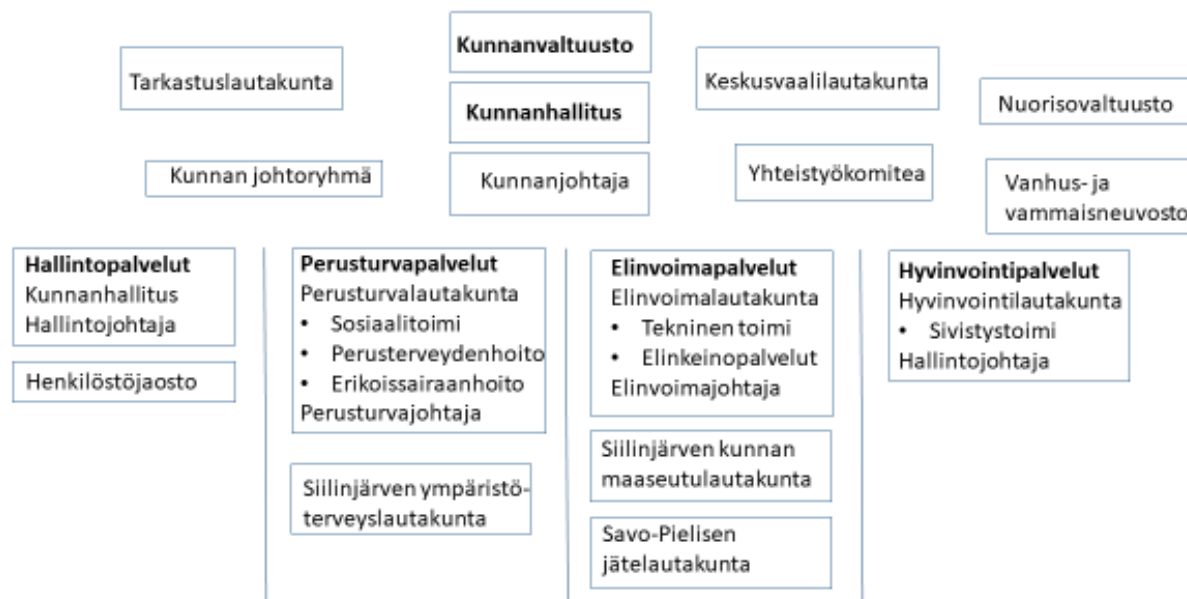 Kunnanvaltuusto
Tarkastuslautakunta
Keskusvaalilautakunta
Nuorisovaltuusto
Kunnanhallitus
Kunnan johtoryhmä
Kunnanjohtaja
Yhteistyökomitea
Vanhus- ja
vammaisneuvosto
Hallintopalvelut
Kunnanhallitus
Hallintojohtaja
Henkilöstöjaosto
Perusturvapalvelut
Perusturvalautakunta
• Sosiaalitoimi
• Perusterveydenhoito
• Erikoissairaanhoito
Perusturvajohtaja
Siilinjärven ympäristö-
terveyslautakunta
Elinvoimapalvelut
Elinvoimalautakunta
• Tekninen toimi
• Elinkeinopalvelut
Elinvoimajohtaja
Siilinjärven kunnan
maaseutulautakunta
Savo-Pielisen
jätelautakunta
Hyvinvointipalvelut
Hyvinvointilautakunta
• Sivistystoimi
Hallintojohtaja